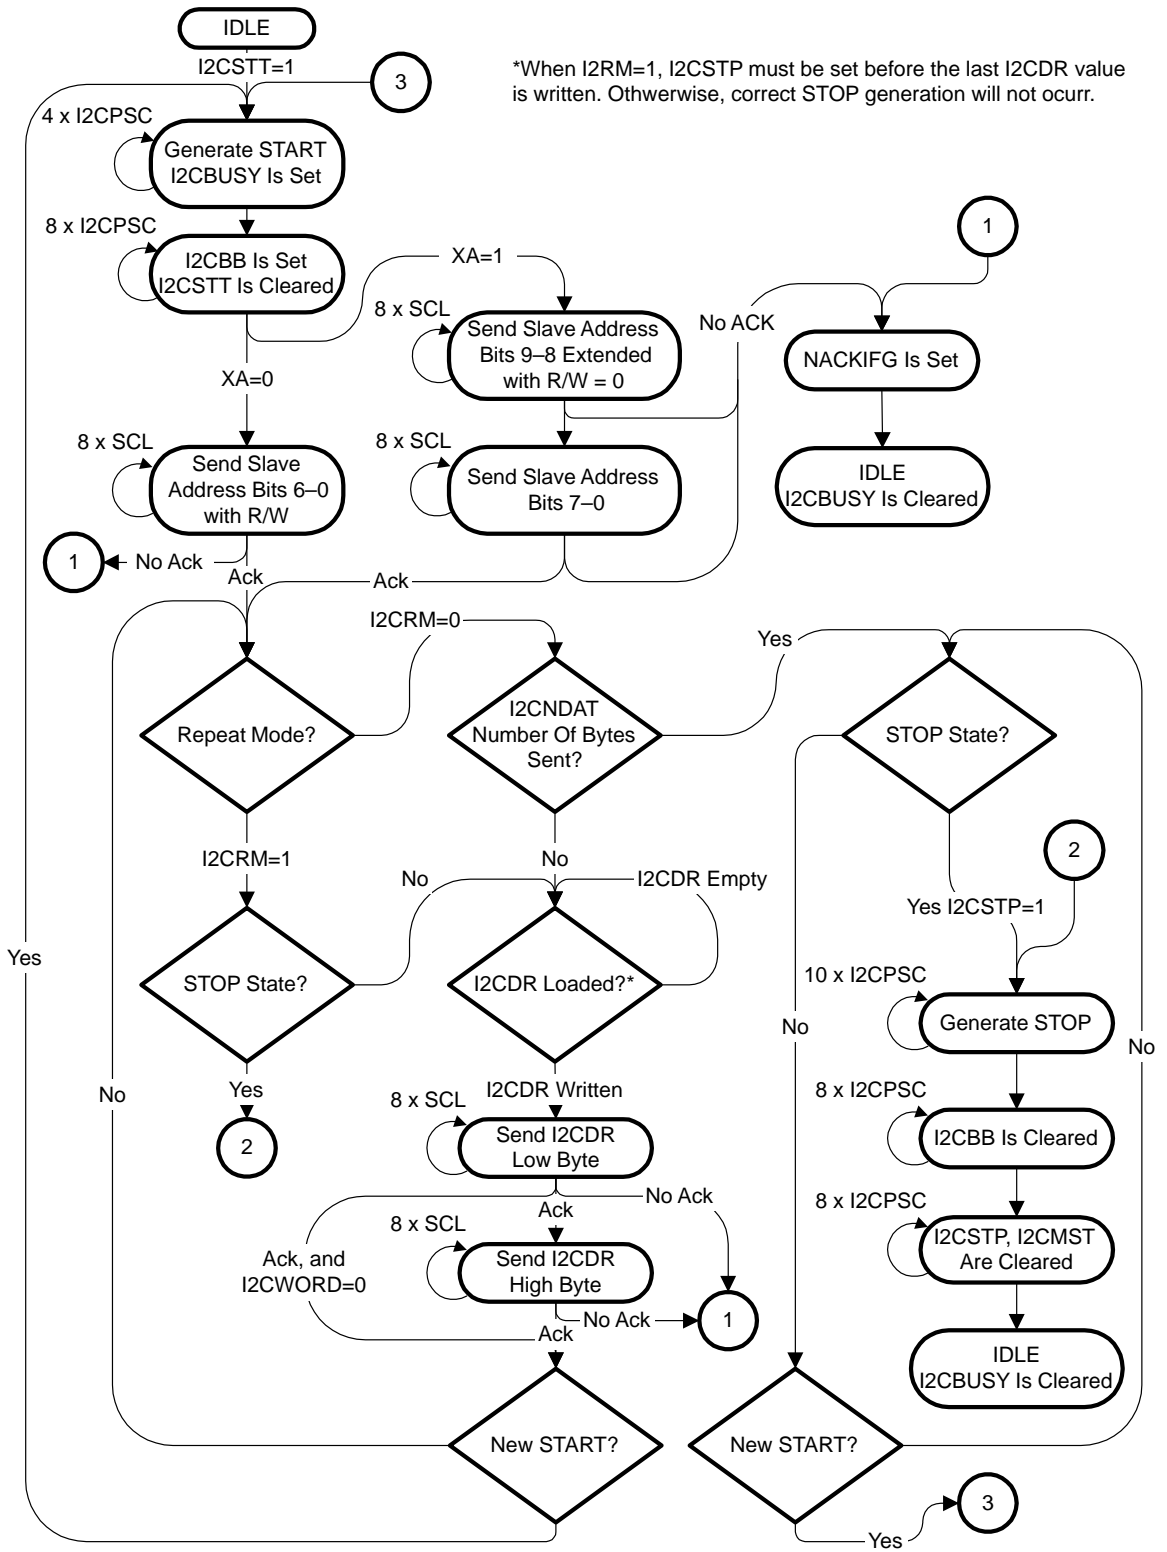 IDLE
I2CSTT=1
3
*When I2RM=1, I2CSTP must be set before the last I2CDR value
is written. Othwerwise, correct STOP generation will not ocurr.
4 x I2CPSC
Generate START
I2CBUSY Is Set
8 x I2CPSC
I2CBB Is Set
I2CSTT Is Cleared
XA=1
1
8 x SCL
Send Slave Address
Bits 9–8 Extended
with R/W = 0
No ACK
NACKIFG Is Set
XA=0
8 x SCL
Send Slave
Address Bits 6–0
with R/W
8 x SCL
Send Slave Address
Bits 7–0
IDLE
I2CBUSY Is Cleared
1
No Ack
Ack
Ack
I2CRM=0
Yes
Repeat Mode?
I2CNDAT
Number Of Bytes
Sent?
STOP State?
I2CRM=1
No
No
I2CDR Empty
2
Yes I2CSTP=1
Yes
STOP State?
I2CDR Loaded?*
10 x I2CPSC
Generate STOP
No
No
No
Yes
2
I2CDR Written
8 x SCL
Send I2CDR
Low Byte
8 x I2CPSC
I2CBB Is Cleared
No Ack
Ack
8 x SCL
Send I2CDR
High Byte
Ack, and
I2CWORD=0
8 x I2CPSC
I2CSTP, I2CMST
Are Cleared
No Ack
1
Ack
IDLE
I2CBUSY Is Cleared
New START?
New START?
3
Yes